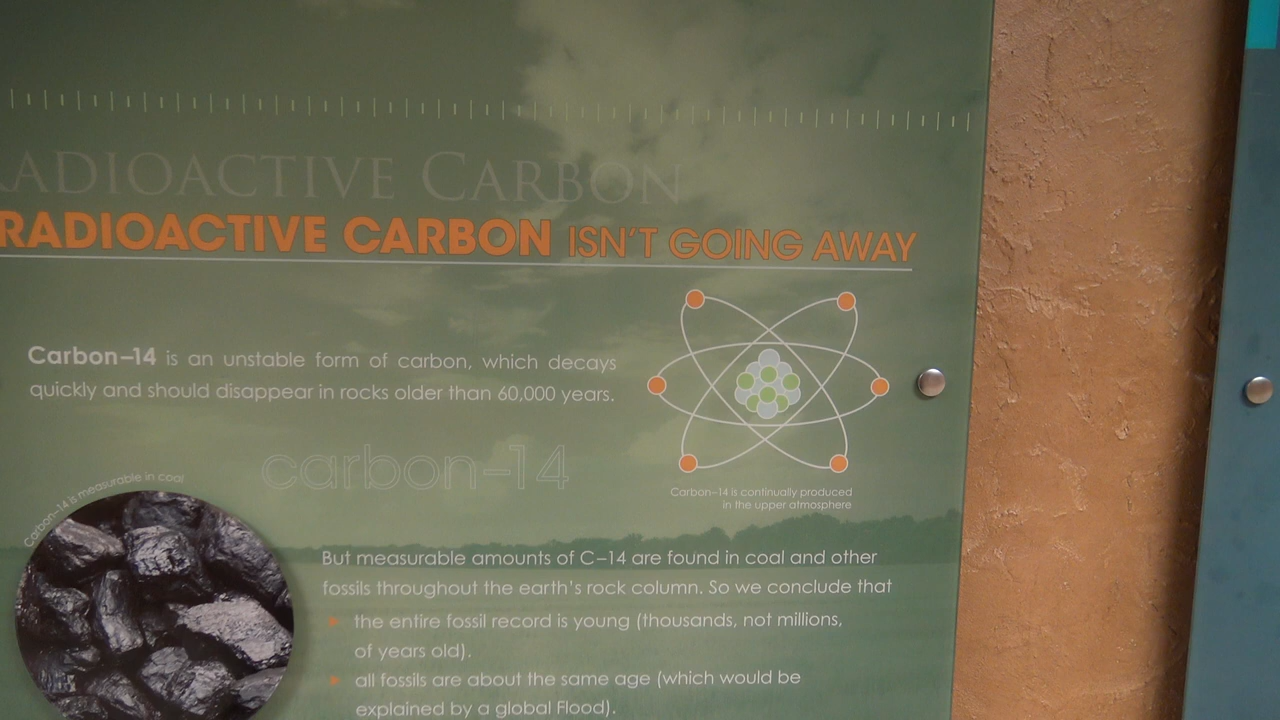 RADIOACTIVE CARBON
RADIOACTIVE CARBON ISN'T GOING AWAY
Carbon–14 is an unstable form of carbon, which decays
quickly and should disappear in rocks older than 60,000 years.
carbon–14
Carbon–14 is continually produced
in the upper atmosphere
Carbon–14 is measurable in coal
But measurable amounts of C–14 are found in coal and other
fossils throughout the earth's rock column. So we conclude that
the entire fossil record is young (thousands, not millions,
of years old).
all fossils are about the same age (which would be
explained by a global Flood).